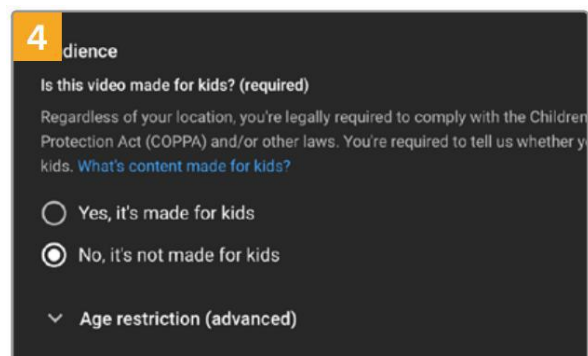 4
dience
Is this video made for kids? (required)
Regardless of your location, you're legally required to comply with the Children
Protection Act (COPPA) and/or other laws. You're required to tell us whether y
kids. What's content made for kids?
Yes, it's made for kids
No, it's not made for kids
Age restriction (advanced)